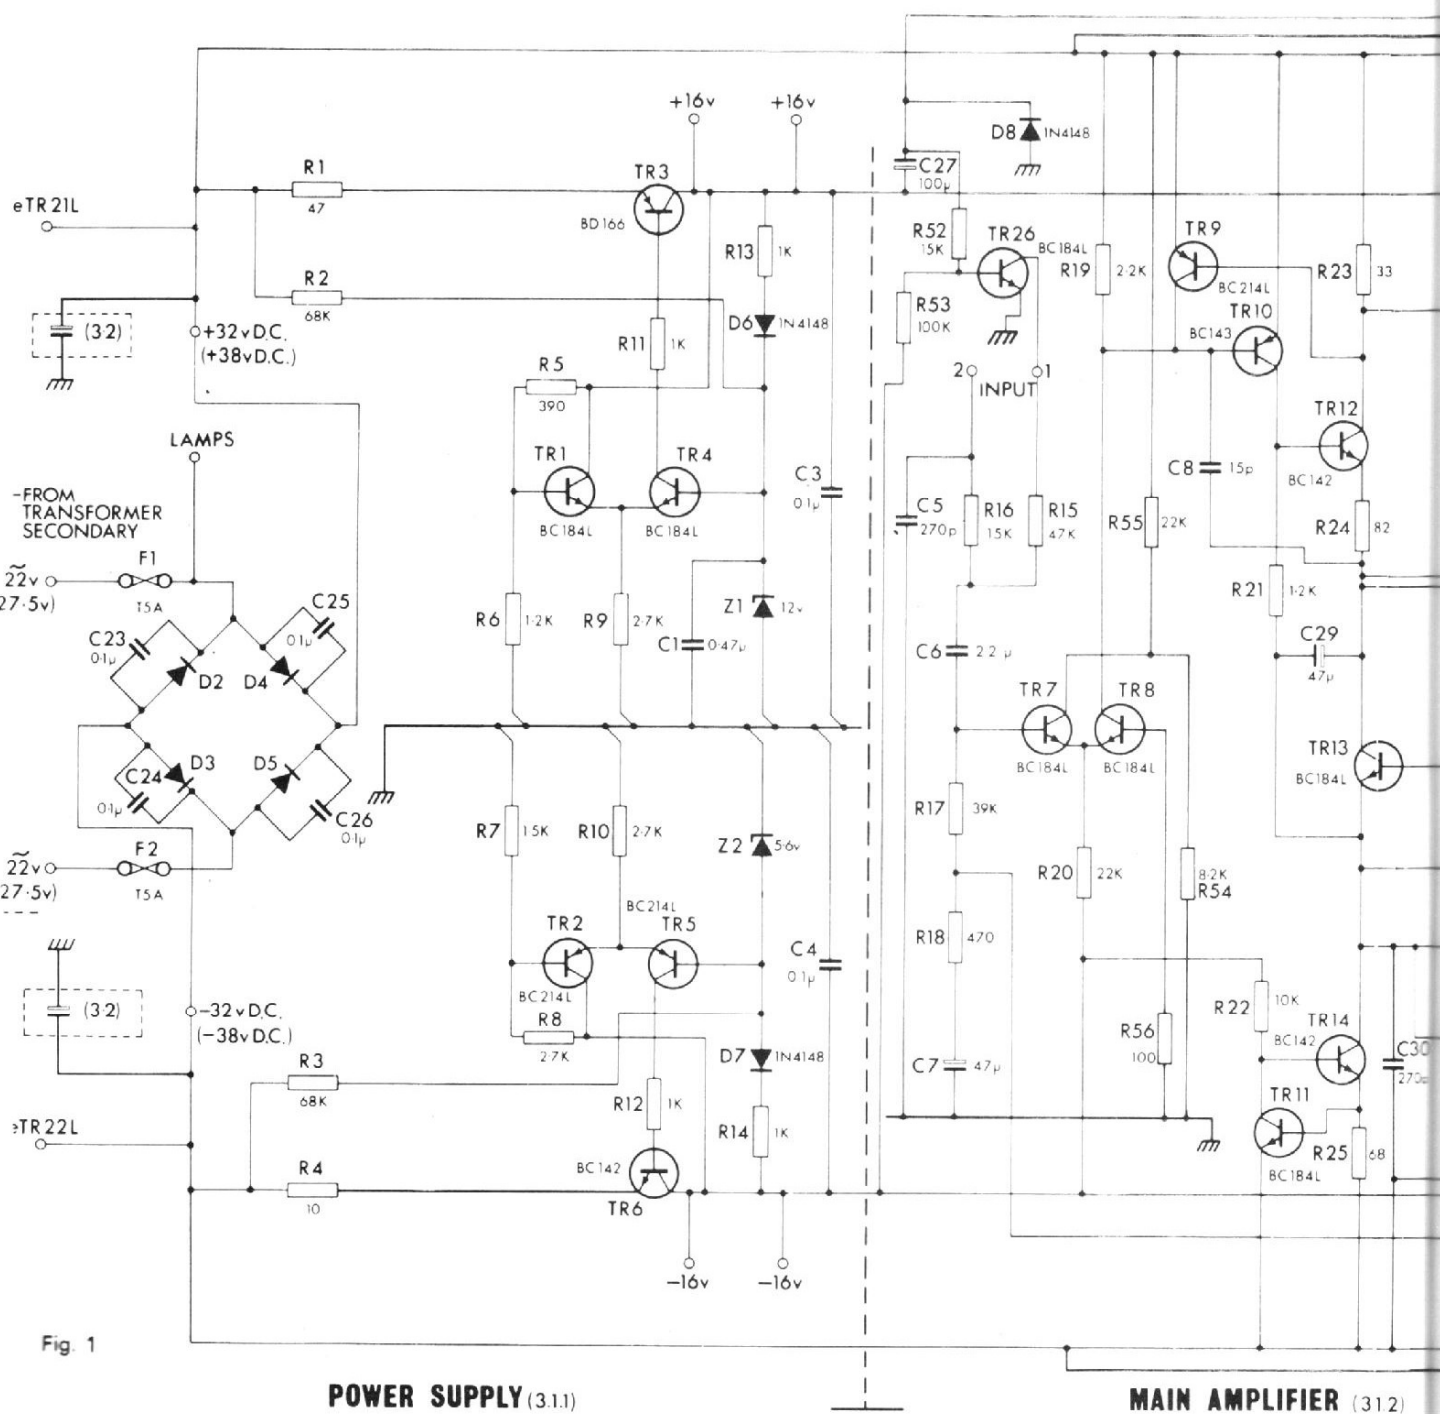 +16v
+16v
D8 1N4148
C27
100µ
R1
47
TR3
BD166
eTR21L
R13 1K
R52
15K
TR26
BC184L
TR9
BC214L
R19 2·2K
R23 33
R2
68K
R53
100K
D6 1N4148
TR10
BC143
(3·2)
+32vD.C.
(+38vD.C.)
R11 1K
R5
390
2 INPUT 1
TR12
BC142
LAMPS
TR1
BC184L
TR4
BC184L
C3
0·1µ
C8 15p
-FROM
TRANSFORMER
SECONDARY
C5
270p
R16
15K
R15
47K
R55 22K
R24 82
F1
T5A
22v
27·5v)
C25
0·1µ
R6 1·2K
R9 2·7K
Z1 12v
R21 1·2K
C23
0·1µ
C1 0·47µ
C6 2·2µ
C29
47µ
D2
D4
TR7
BC184L
TR8
BC184L
TR13
BC184L
D3
D5
C24
0·1µ
C26
0·1µ
R7 1·5K
R10 2·7K
Z2 5·6v
R17 39K
F2
T5A
22v
27·5v)
R20 22K
8·2K
R54
BC214L
TR2
BC214L
TR5
C4
0·1µ
R18 470
(3·2)
-32vD.C.
(-38vD.C.)
R8
27K
R22 10K
R56
100
TR14
BC142
C30
R3
68K
D7 1N4148
C7 47µ
R12 1K
TR11
BC184L
TR22L
R14 1K
R25 68
R4
10
BC142
TR6
-16v
-16v
Fig. 1
POWER SUPPLY (3.1.1)
MAIN AMPLIFIER (3.1.2)